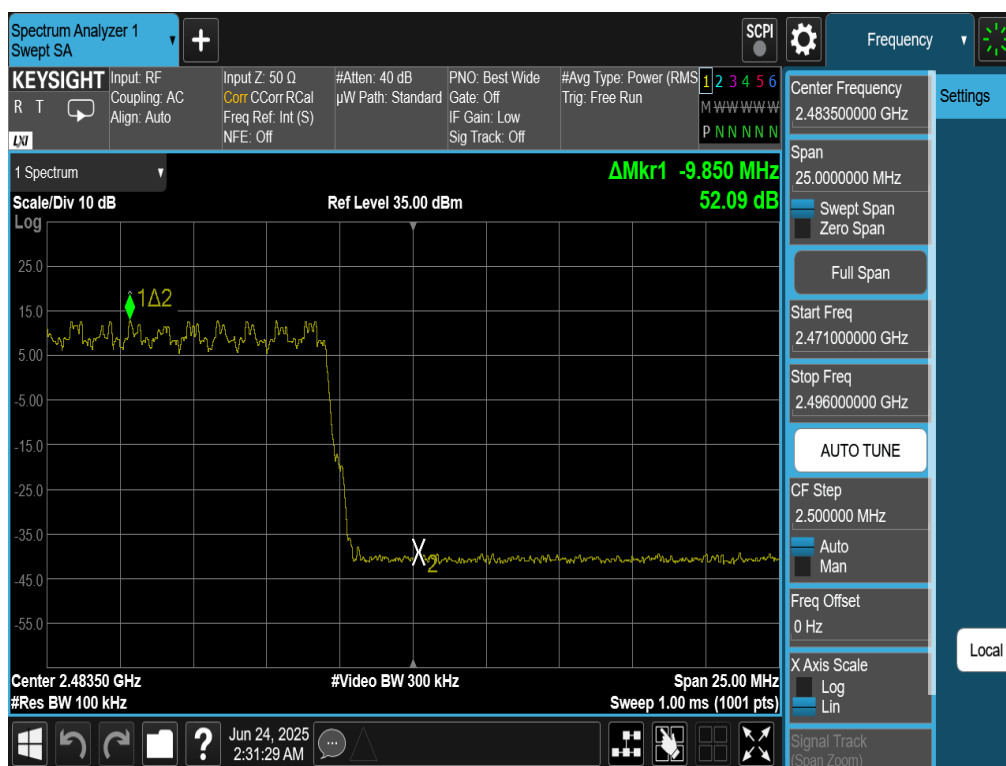 Spectrum Analyzer 1
Swept SA
+
SCPI
Frequency
KEYSIGHT
R T
LXI
Input: RF
Coupling: AC
Align: Auto
Input Z: 50 Ω
Corr CCorr RCal
Freq Ref: Int (S)
NFE: Off
#Atten: 40 dB
µW Path: Standard
PNO: Best Wide
Gate: Off
IF Gain: Low
Sig Track: Off
#Avg Type: Power (RMS
Trig: Free Run
1 2 3 4 5 6
M W W W W W
P N N N N N
1 Spectrum
ΔMkr1 -9.850 MHz
52.09 dB
Scale/Div 10 dB
Ref Level 35.00 dBm
Log
25.0
15.0
5.00
-5.00
-15.0
-25.0
-35.0
-45.0
-55.0
1Δ2
X2
Center 2.48350 GHz
#Video BW 300 kHz
Span 25.00 MHz
#Res BW 100 kHz
Sweep 1.00 ms (1001 pts)
Center Frequency
2.483500000 GHz
Span
25.0000000 MHz
Swept Span
Zero Span
Full Span
Start Freq
2.471000000 GHz
Stop Freq
2.496000000 GHz
AUTO TUNE
CF Step
2.500000 MHz
Auto
Man
Freq Offset
0 Hz
X Axis Scale
Log
Lin
Signal Track
(Span Zoom)
Settings
Local
?
Jun 24, 2025
2:31:29 AM